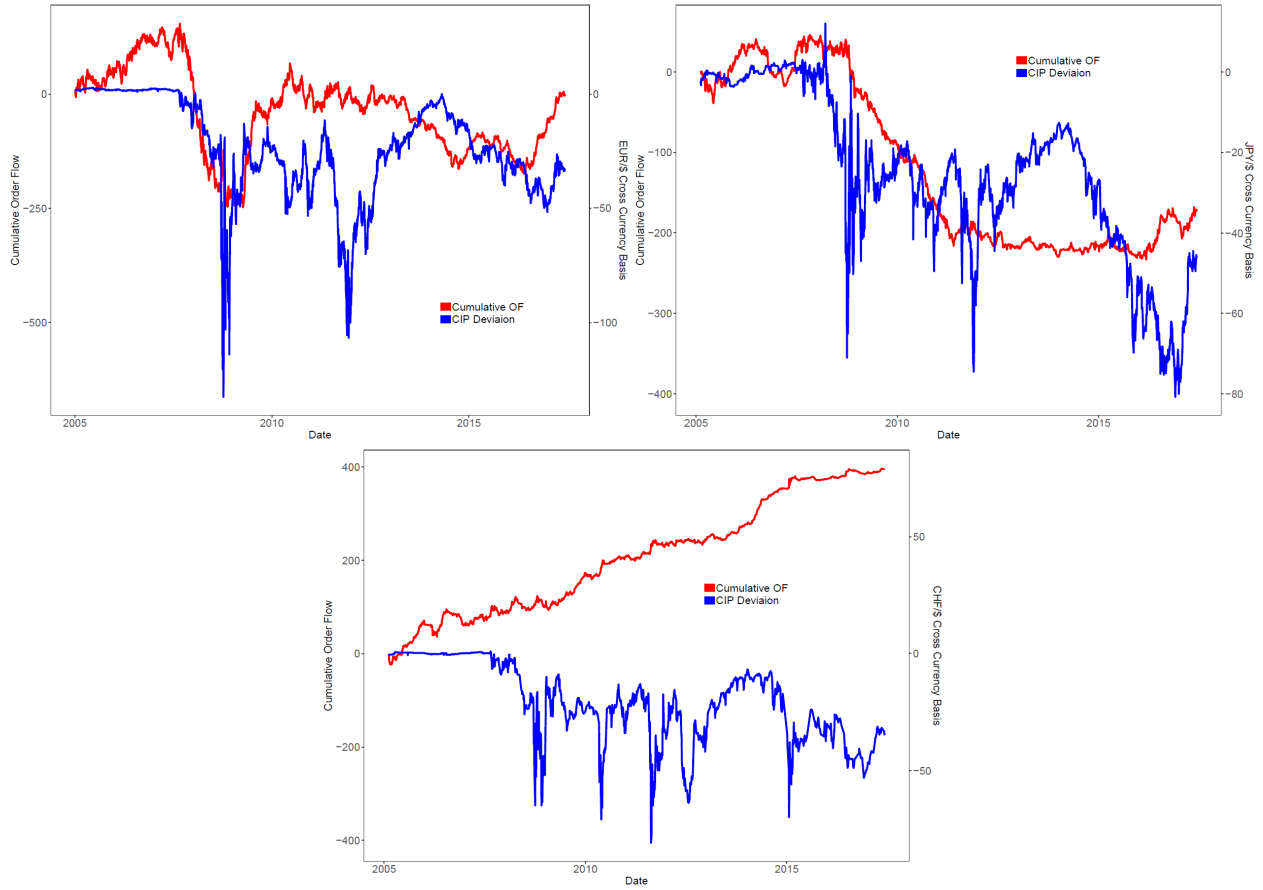 0
−250
−500
Cumulative Order Flow
0
−50
−100
EUR/$ Cross Currency Basis
Cumulative OF
CIP Deviaion
2005
2010
2015
Date
0
−100
−200
−300
−400
Cumulative Order Flow
0
−20
−40
−60
−80
JPY/$ Cross Currency Basis
Cumulative OF
CIP Deviaion
2005
2010
2015
Date
400
200
0
−200
−400
Cumulative Order Flow
50
0
−50
CHF/$ Cross Currency Basis
Cumulative OF
CIP Deviaion
2005
2010
2015
Date